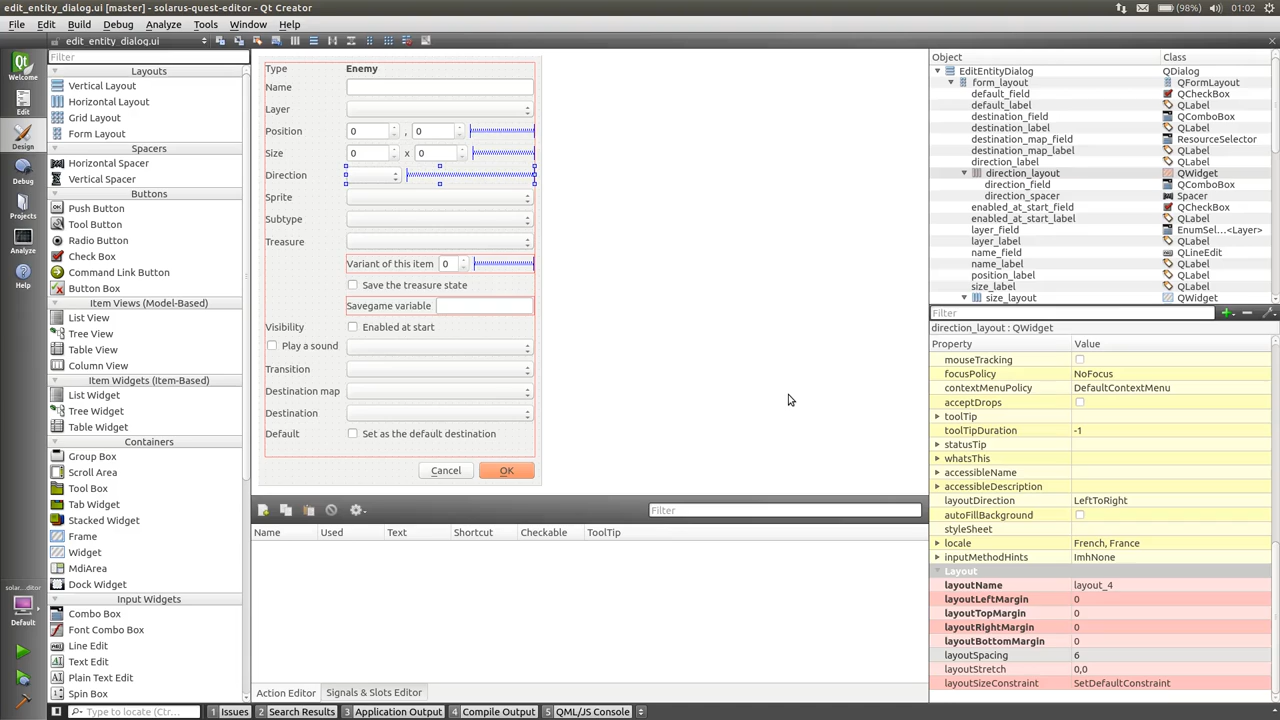 edit_entity_dialog.ui [master] - solarus-quest-editor - Qt Creator
(98%)
01:02
File Edit Build Debug Analyze Tools Window Help
edit_entity_dialog.ui
Welcome
Edit
Design
Debug
Projects
Analyze
Help
solar...ditor
Default
Filter
Layouts
Vertical Layout
Horizontal Layout
Grid Layout
Form Layout
Spacers
Horizontal Spacer
Vertical Spacer
Buttons
Push Button
Tool Button
Radio Button
Check Box
Command Link Button
Button Box
Item Views (Model-Based)
List View
Tree View
Table View
Column View
Item Widgets (Item-Based)
List Widget
Tree Widget
Table Widget
Containers
Group Box
Scroll Area
Tool Box
Tab Widget
Stacked Widget
Frame
Widget
MdiArea
Dock Widget
Input Widgets
Combo Box
Font Combo Box
Line Edit
Text Edit
Plain Text Edit
Spin Box
Type Enemy
Name
Layer
Position 0 , 0
Size 0 x 0
Direction
Sprite
Subtype
Treasure
Variant of this item 0
Save the treasure state
Savegame variable
Visibility Enabled at start
Play a sound
Transition
Destination map
Destination
Default Set as the default destination
Cancel OK
Filter
Name Used Text Shortcut Checkable ToolTip
Action Editor Signals & Slots Editor
Object Class
EditEntityDialog QDialog
form_layout QFormLayout
default_field QCheckBox
default_label QLabel
destination_field QComboBox
destination_label QLabel
destination_map_field ResourceSelector
destination_map_label QLabel
direction_label QLabel
direction_layout QWidget
direction_field QComboBox
direction_spacer Spacer
enabled_at_start_field QCheckBox
enabled_at_start_label QLabel
layer_field EnumSel...<Layer>
layer_label QLabel
name_field QLineEdit
name_label QLabel
position_label QLabel
size_label QLabel
size_layout QWidget
Filter
direction_layout : QWidget
Property Value
mouseTracking
focusPolicy NoFocus
contextMenuPolicy DefaultContextMenu
acceptDrops
toolTip
toolTipDuration -1
statusTip
whatsThis
accessibleName
accessibleDescription
layoutDirection LeftToRight
autoFillBackground
styleSheet
locale French, France
inputMethodHints ImhNone
Layout
layoutName layout_4
layoutLeftMargin 0
layoutTopMargin 0
layoutRightMargin 0
layoutBottomMargin 0
layoutSpacing 6
layoutStretch 0,0
layoutSizeConstraint SetDefaultConstraint
Type to locate (Ctrl... 1 Issues 2 Search Results 3 Application Output 4 Compile Output 5 QML/JS Console